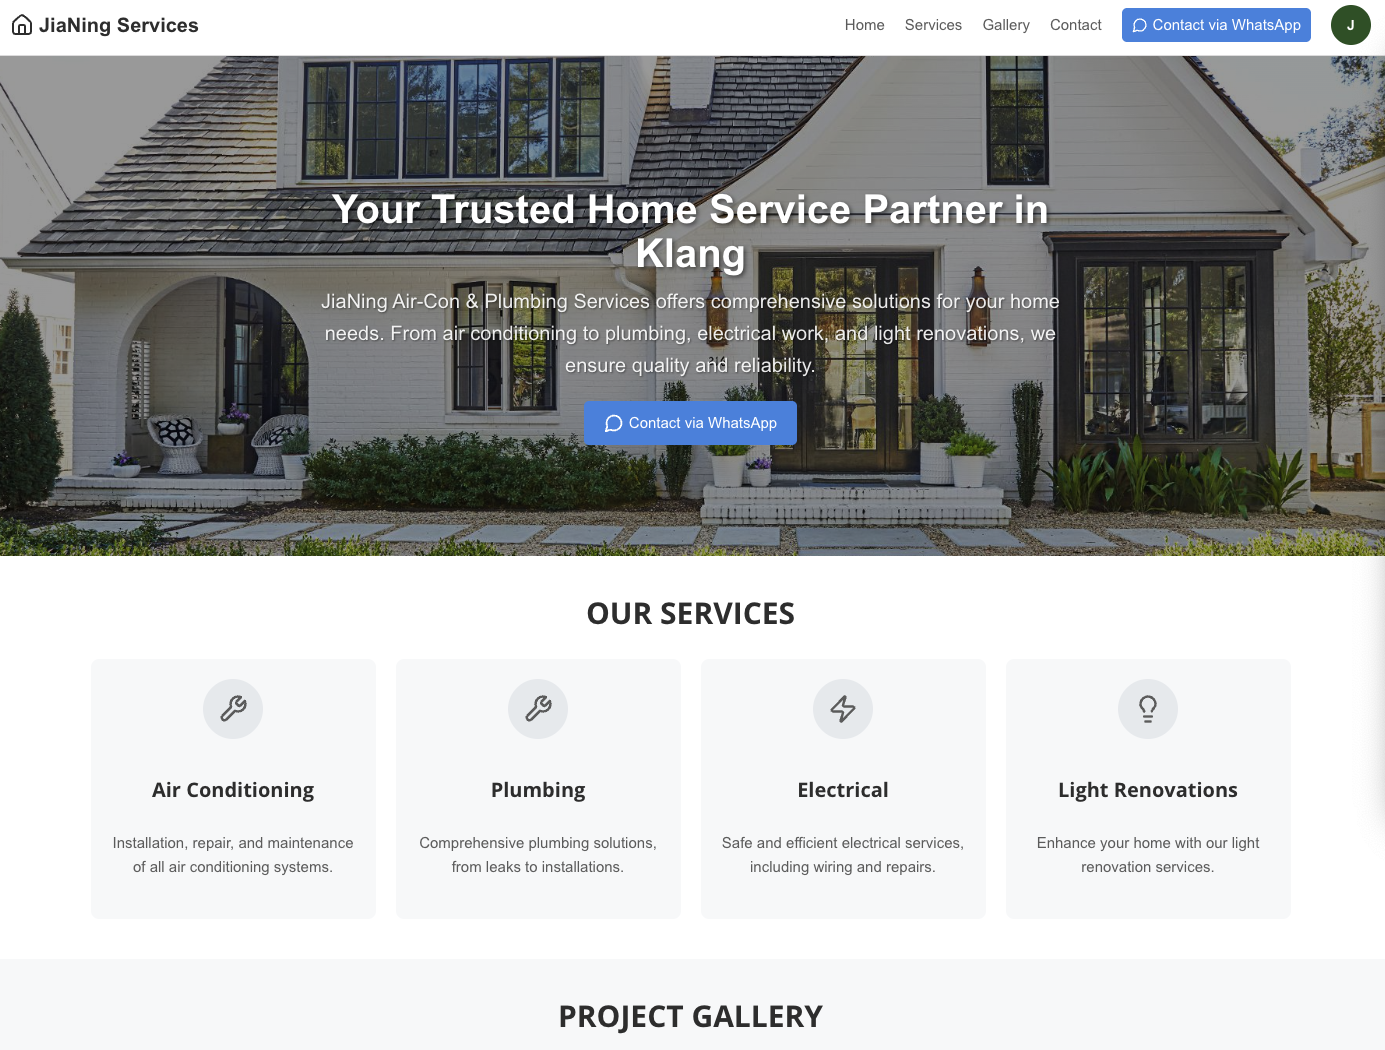 JiaNing Services
Home
Services
Gallery
Contact
Contact via WhatsApp
J
Your Trusted Home Service Partner in
Klang
JiaNing Air-Con & Plumbing Services offers comprehensive solutions for your home
needs. From air conditioning to plumbing, electrical work, and light renovations, we
ensure quality and reliability.
Contact via WhatsApp
OUR SERVICES
Air Conditioning
Installation, repair, and maintenance
of all air conditioning systems.
Plumbing
Comprehensive plumbing solutions,
from leaks to installations.
Electrical
Safe and efficient electrical services,
including wiring and repairs.
Light Renovations
Enhance your home with our light
renovation services.
PROJECT GALLERY